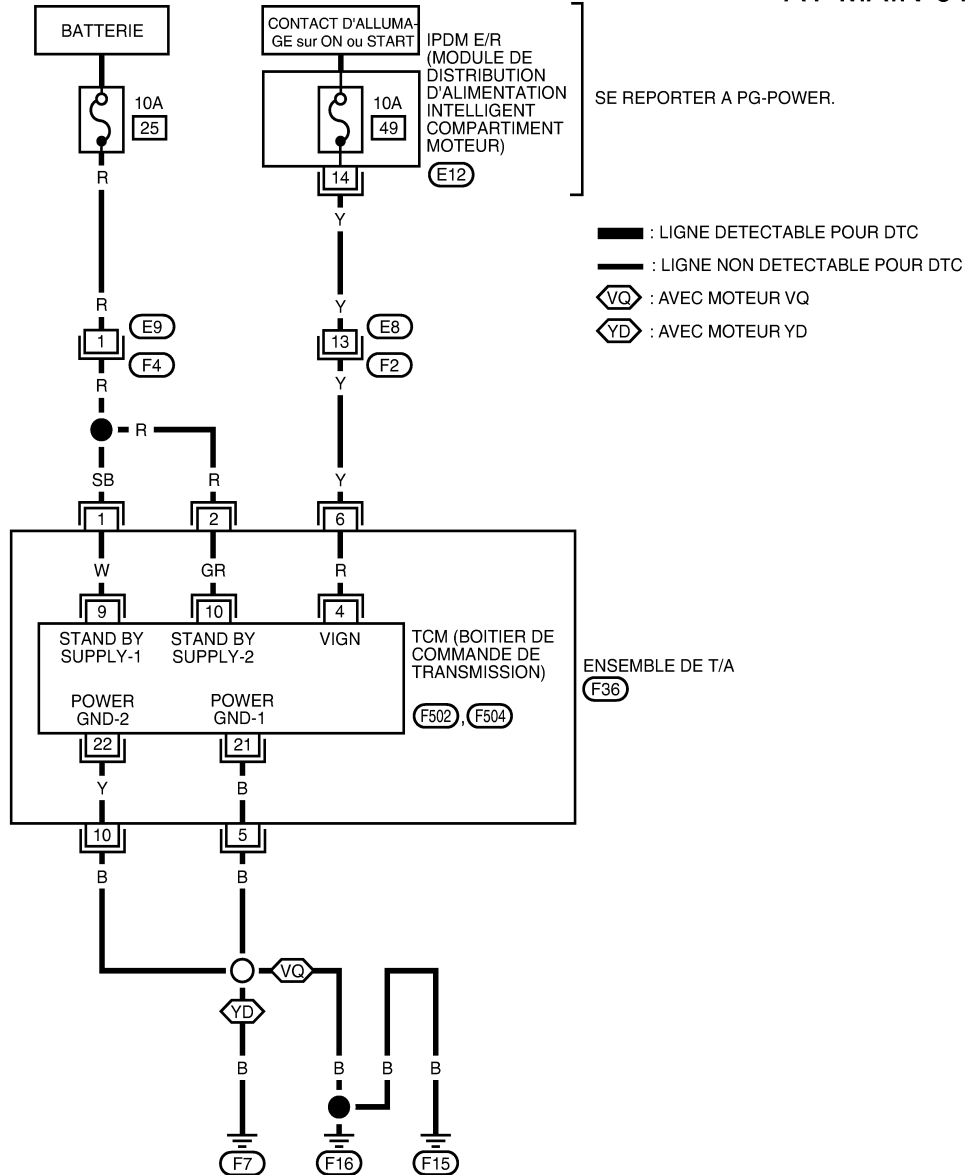 BATTERIE
CONTACT D'ALLUMA-
GE sur ON ou START
IPDM E/R
(MODULE DE
DISTRIBUTION
D'ALIMENTATION
INTELLIGENT
COMPARTIMENT
MOTEUR)
E12
10A
25
10A
49
SE REPORTER A PG-POWER.
14
R
Y
: LIGNE DETECTABLE POUR DTC
: LIGNE NON DETECTABLE POUR DTC
VQ : AVEC MOTEUR VQ
YD : AVEC MOTEUR YD
R
Y
1
E9
F4
13
E8
F2
R
Y
R
SB
R
Y
1
2
6
W
GR
R
9
10
4
STAND BY
SUPPLY-1
STAND BY
SUPPLY-2
VIGN
TCM (BOITIER DE
COMMANDE DE
TRANSMISSION)
F502 , F504
ENSEMBLE DE T/A
F36
POWER
GND-2
POWER
GND-1
22
21
Y
B
10
5
B
B
VQ
YD
B
B
B
B
F7
F16
F15